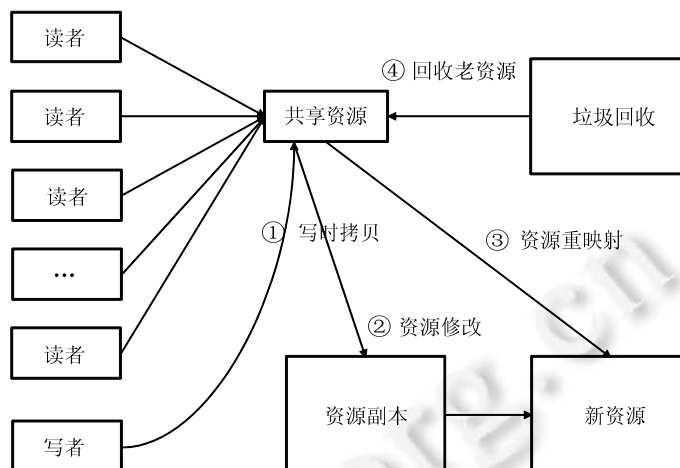 读者
④ 回收老资源
读者
共享资源
垃圾回收
读者
① 写时拷贝
③ 资源重映射
…
② 资源修改
读者
资源副本
新资源
写者
org.cn